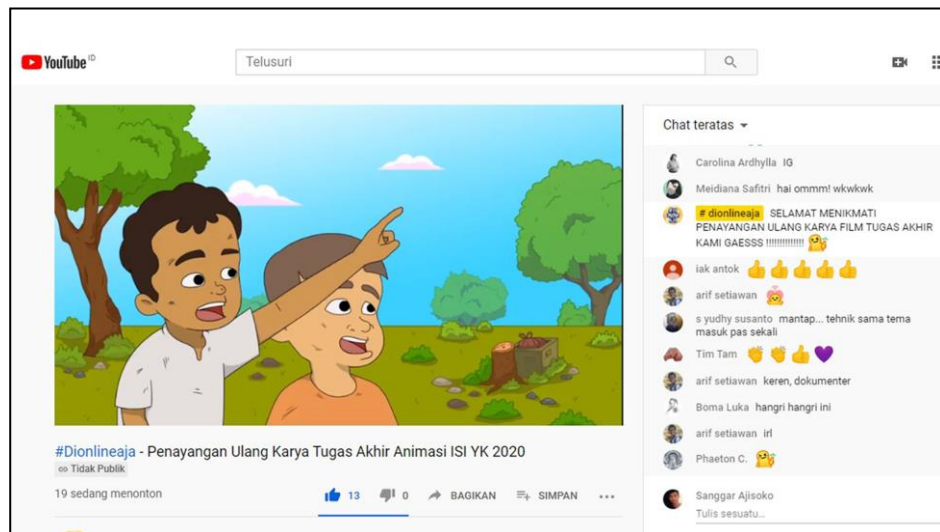 YouTube ID
Telusuri
#Dionlineaja - Penayangan Ulang Karya Tugas Akhir Animasi ISI YK 2020
Tidak Publik
19 sedang menonton
13
0
BAGIKAN
SIMPAN
Chat teratas
Carolina Ardhylla IG
Meidiana Safitri hai ommm! wkwkwk
# dionlineaja SELAMAT MENIKMATI
PENAYANGAN ULANG KARYA FILM TUGAS AKHIR
KAMI GAESSS !!!!!!!!!!!!!!
iak antok
arif setiawan
s yudhy susanto mantap... tehnik sama tema
masuk pas sekali
Tim Tam
arif setiawan keren, dokumenter
Boma Luka hangri hangri ini
arif setiawan irl
Phaeton C.
Sanggar Ajisoko
Tulis sesuatu...